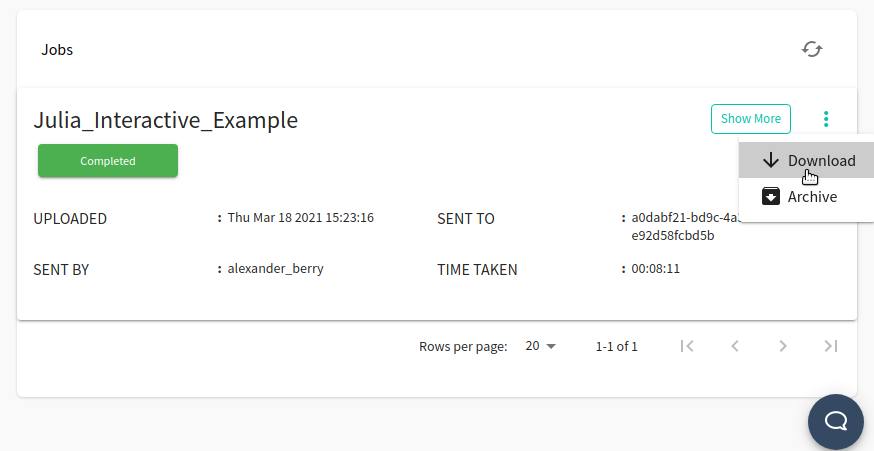 Jobs
Julia_Interactive_Example
Show More
Completed
Download
Archive
UPLOADED : Thu Mar 18 2021 15:23:16
SENT TO : a0dabf21-bd9c-4a
e92d58fcbd5b
SENT BY : alexander_berry
TIME TAKEN : 00:08:11
Rows per page: 20 1-1 of 1